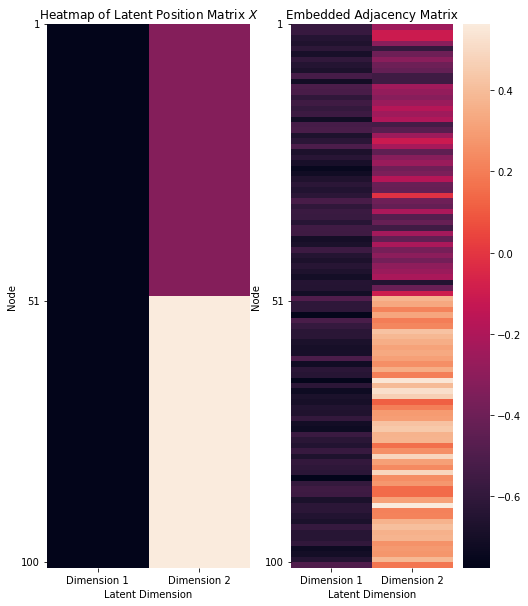 Heatmap of Latent Position Matrix X
Embedded Adjacency Matrix
1
51
100
Node
Dimension 1
Dimension 2
Latent Dimension
1
51
100
Node
Dimension 1
Dimension 2
Latent Dimension
0.4
0.2
0.0
−0.2
−0.4
−0.6